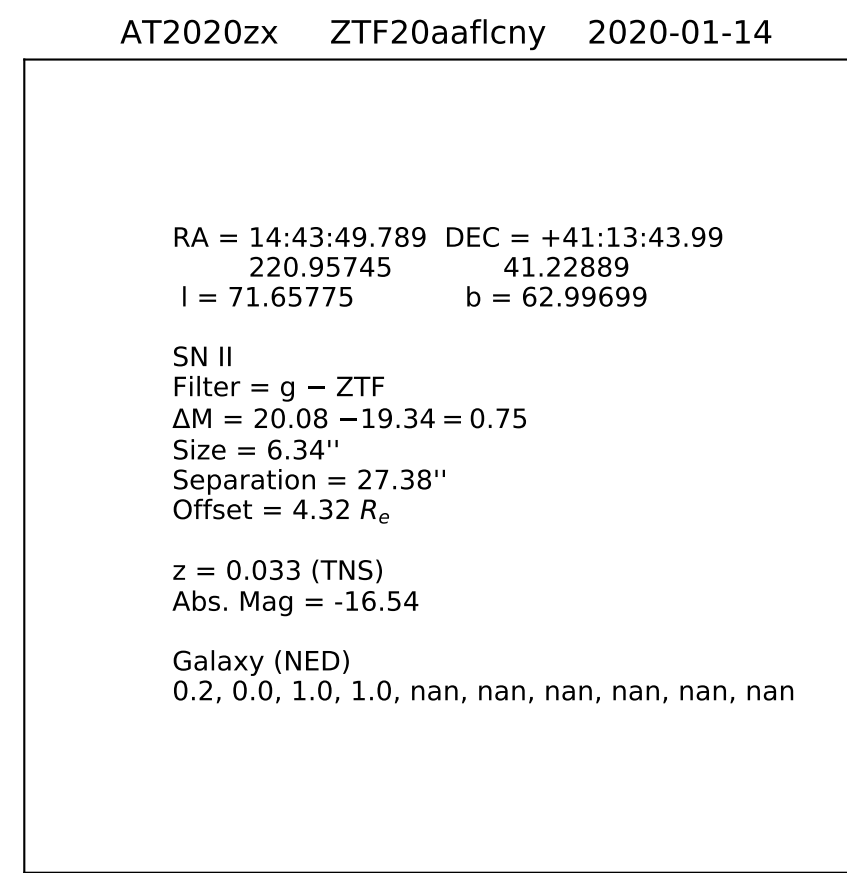 AT2020zx ZTF20aaflcny 2020-01-14
RA = 14:43:49.789 DEC = +41:13:43.99
220.95745 41.22889
l = 71.65775 b = 62.99699
SN II
Filter = g − ZTF
ΔM = 20.08 −19.34 = 0.75
Size = 6.34''
Separation = 27.38''
Offset = 4.32 Re
z = 0.033 (TNS)
Abs. Mag = -16.54
Galaxy (NED)
0.2, 0.0, 1.0, 1.0, nan, nan, nan, nan, nan, nan